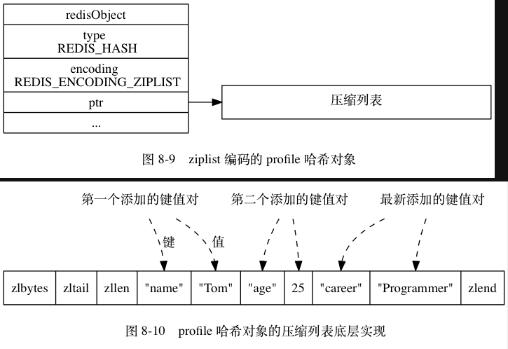 redisObject
type
REDIS_HASH
encoding
REDIS_ENCODING_ZIPLIST
ptr
...
压缩列表
图 8-9 ziplist 编码的 profile 哈希对象
第一个添加的键值对 第二个添加的键值对 最新添加的键值对
键 值
zlbytes zltail zllen "name" "Tom" "age" 25 "career" "Programmer" zlend
图 8-10 profile 哈希对象的压缩列表底层实现